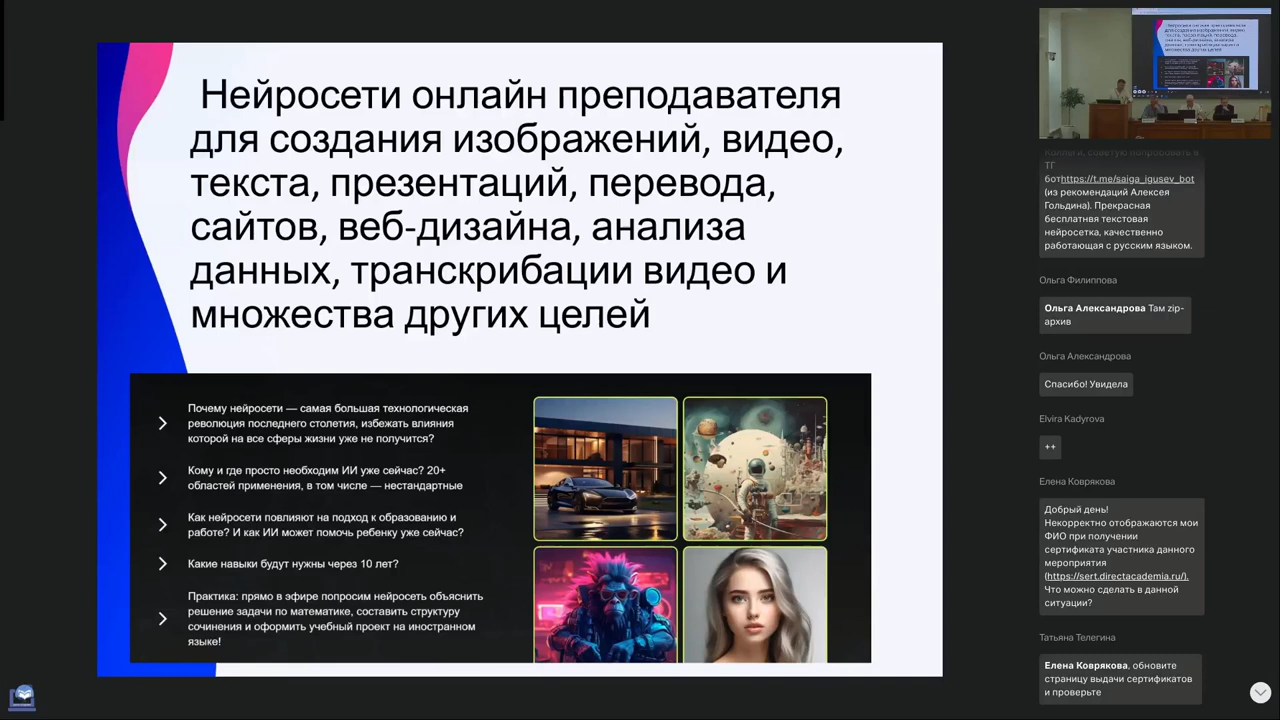 Нейросети онлайн преподавателя
для создания изображений, видео,
текста, презентаций, перевода,
сайтов, веб-дизайна, анализа
данных, транскрибации видео и
множества других целей
Почему нейросети — самая большая технологическая
революция последнего столетия, избежать влияния
которой на все сферы жизни уже не получится?
Кому и где просто необходим ИИ уже сейчас? 20+
областей применения, в том числе — нестандартные
Как нейросети повлияют на подход к образованию и
работе? И как ИИ может помочь ребенку уже сейчас?
Какие навыки будут нужны через 10 лет?
Практика: прямо в эфире попросим нейросеть объяснить
решение задачи по математике, составить структуру
сочинения и оформить учебный проект на иностранном
языке!
Коллеги, советую попробовать в
ТГ
ботhttps://t.me/saiga_igusev_bot
(из рекомендаций Алексея
Гольдина). Прекрасная
бесплатнвя текстовая
нейросетка, качественно
работающая с русским языком.
Ольга Филиппова
Ольга Александрова Там zip-
архив
Ольга Александрова
Спасибо! Увидела
Elvira Kadyrova
++
Елена Коврякова
Добрый день!
Некорректно отображаются мои
ФИО при получении
сертификата участника данного
мероприятия
(https://sert.directacademia.ru/).
Что можно сделать в данной
ситуации?
Татьяна Телегина
Елена Коврякова, обновите
страницу выдачи сертификатов
и проверьте